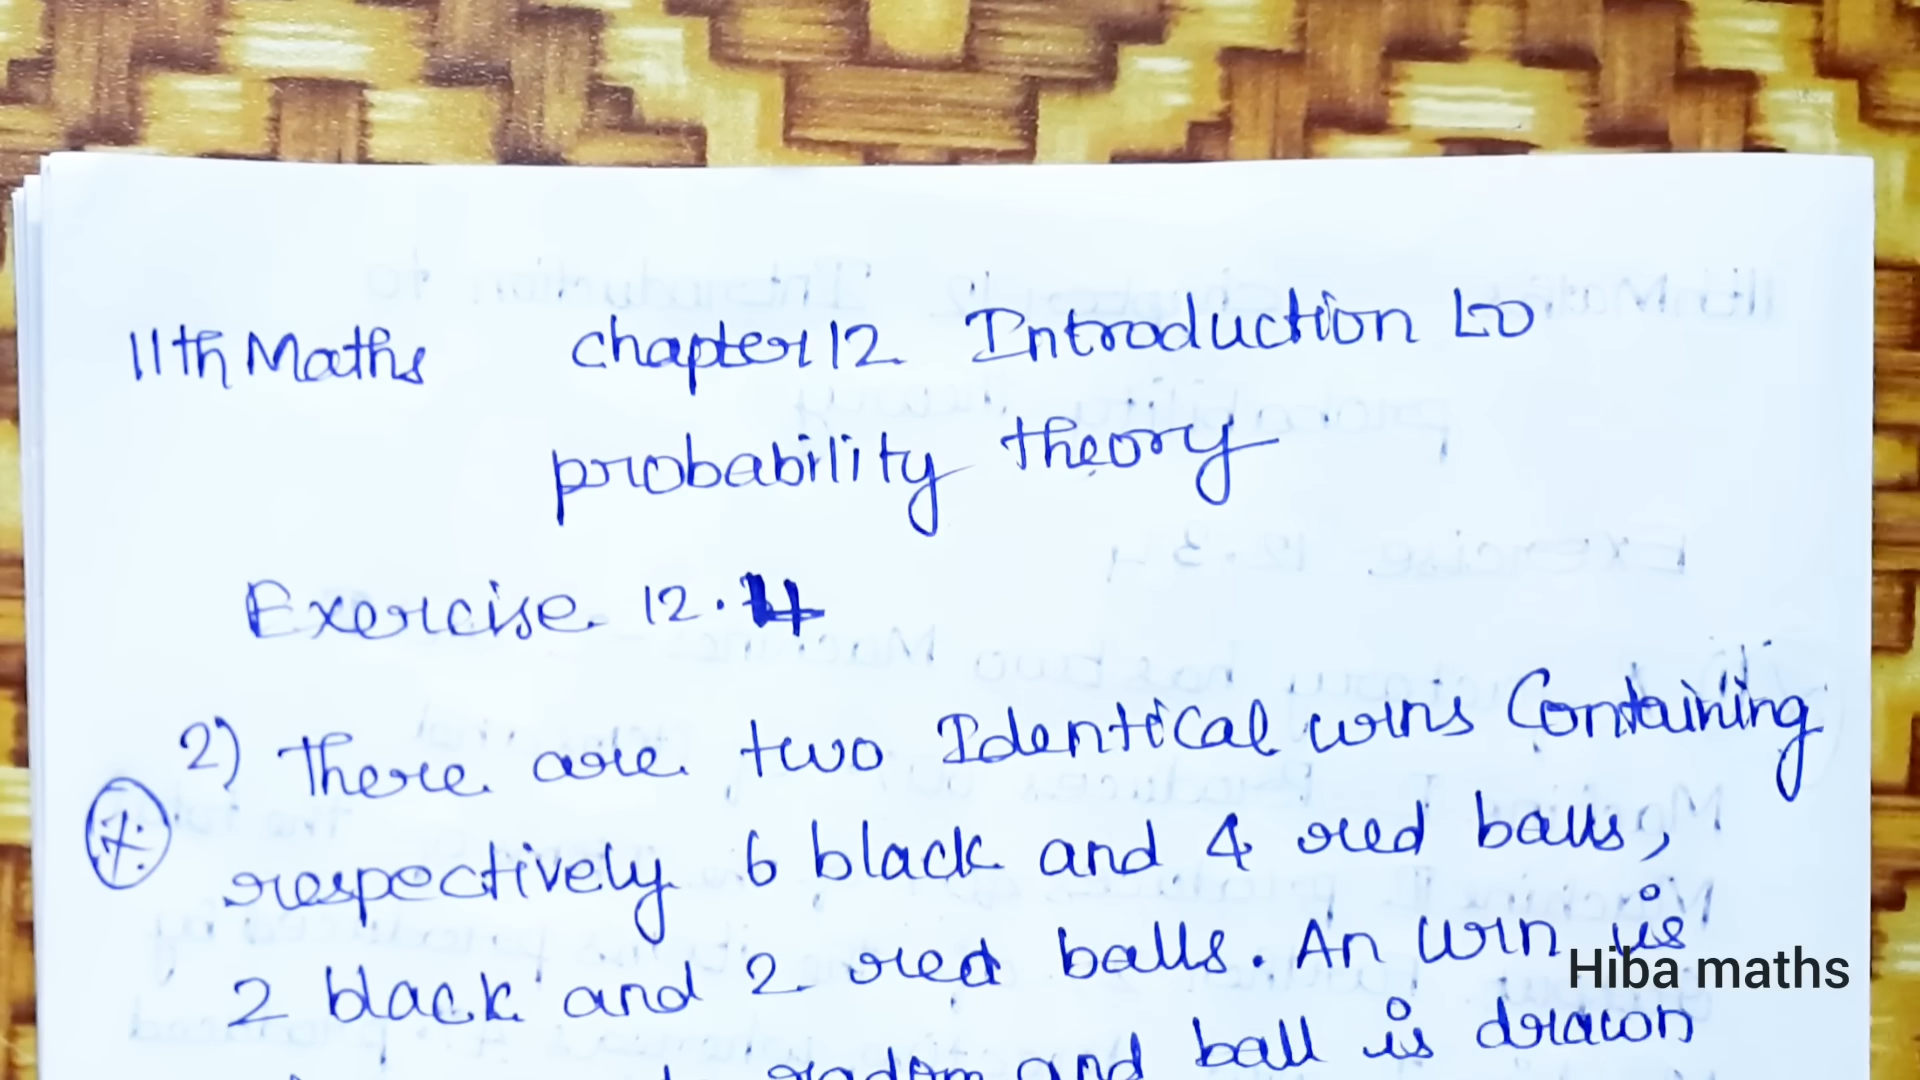 11th Maths chapter 12 Introduction to
probability theory
Exercise 12.4
2) There are two Identical urns Containing
respectively 6 black and 4 red balls,
2 black and 2 red balls. An urn is
and ball is drawn
Hiba maths